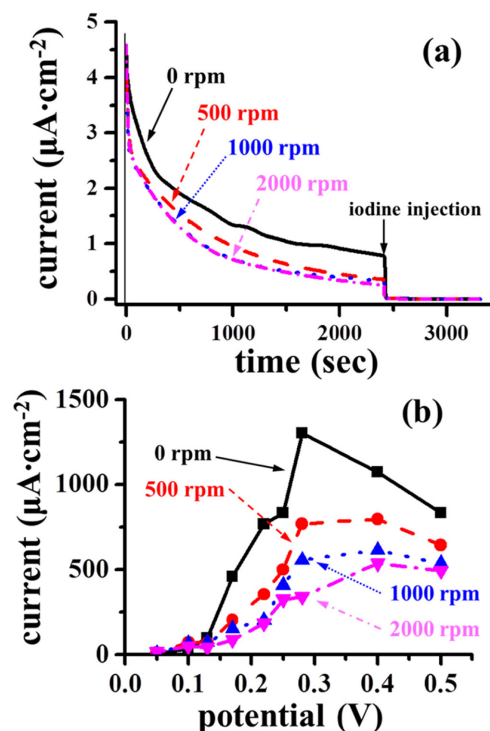 (a)
5
4
3
2
1
0
current (μA·cm⁻²)
0 rpm
500 rpm
1000 rpm
2000 rpm
iodine injection
0 1000 2000 3000
time (sec)
(b)
1500
1000
500
0
current (μA·cm⁻²)
0 rpm
500 rpm
1000 rpm
2000 rpm
0.0 0.1 0.2 0.3 0.4 0.5
potential (V)